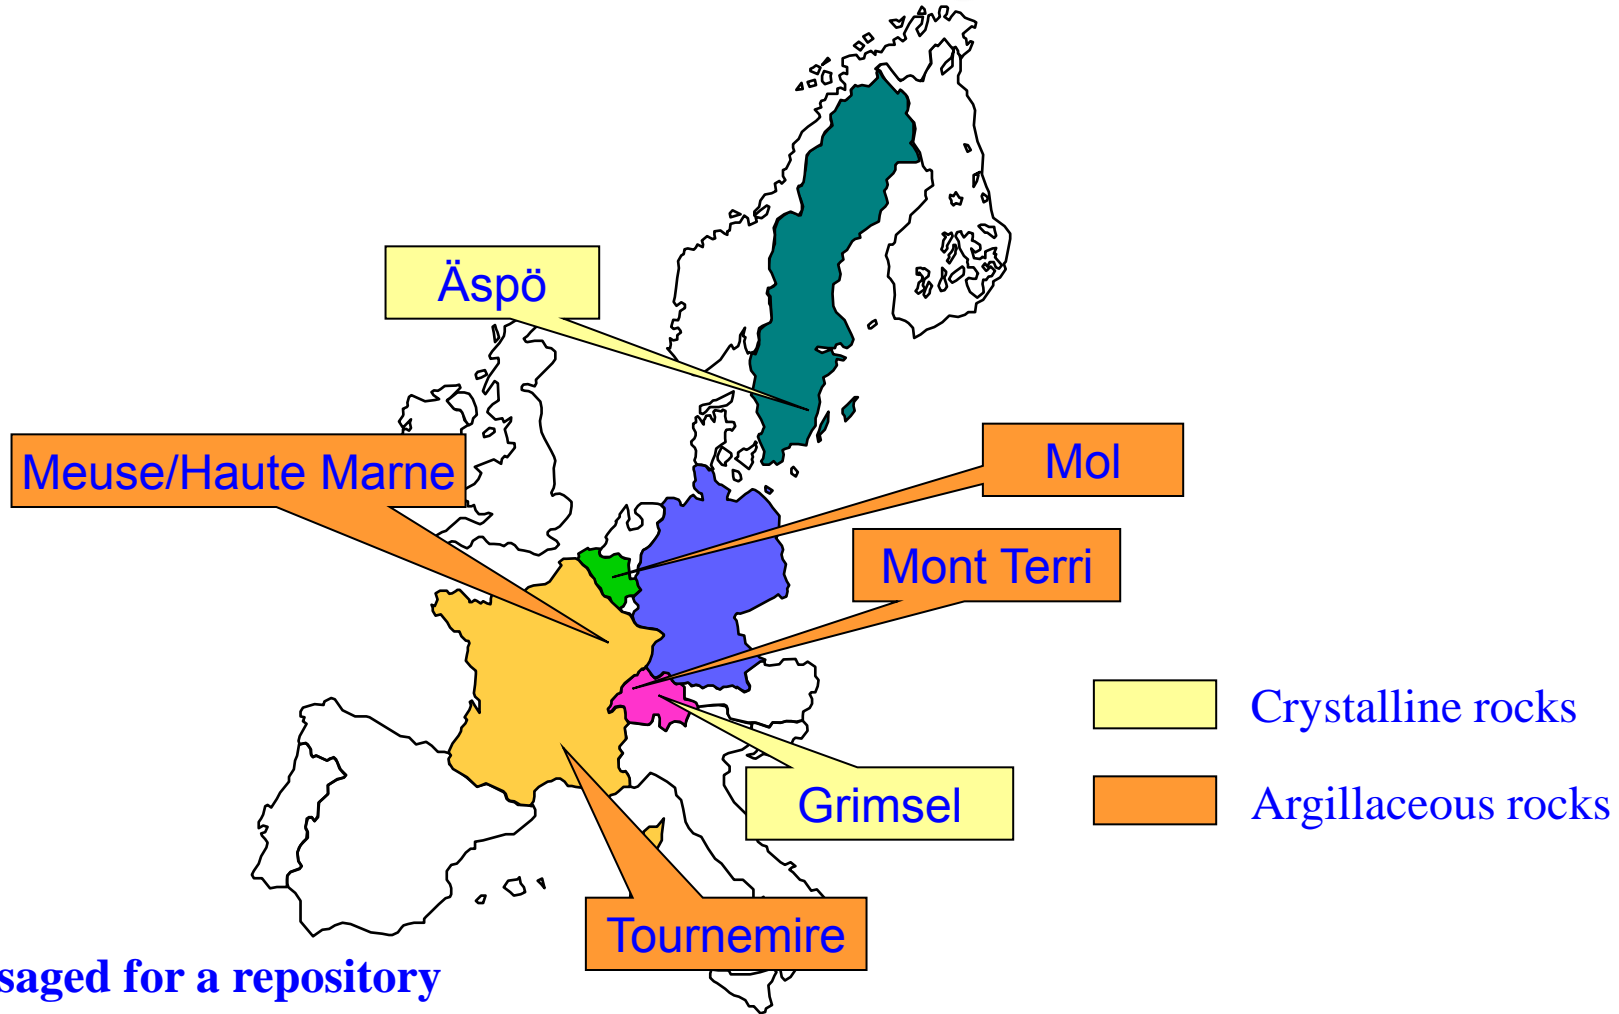 Äspö
Meuse/Haute Marne
Mol
Mont Terri
Crystalline rocks
Grimsel
Argillaceous rocks
Tournemire
saged for a repository